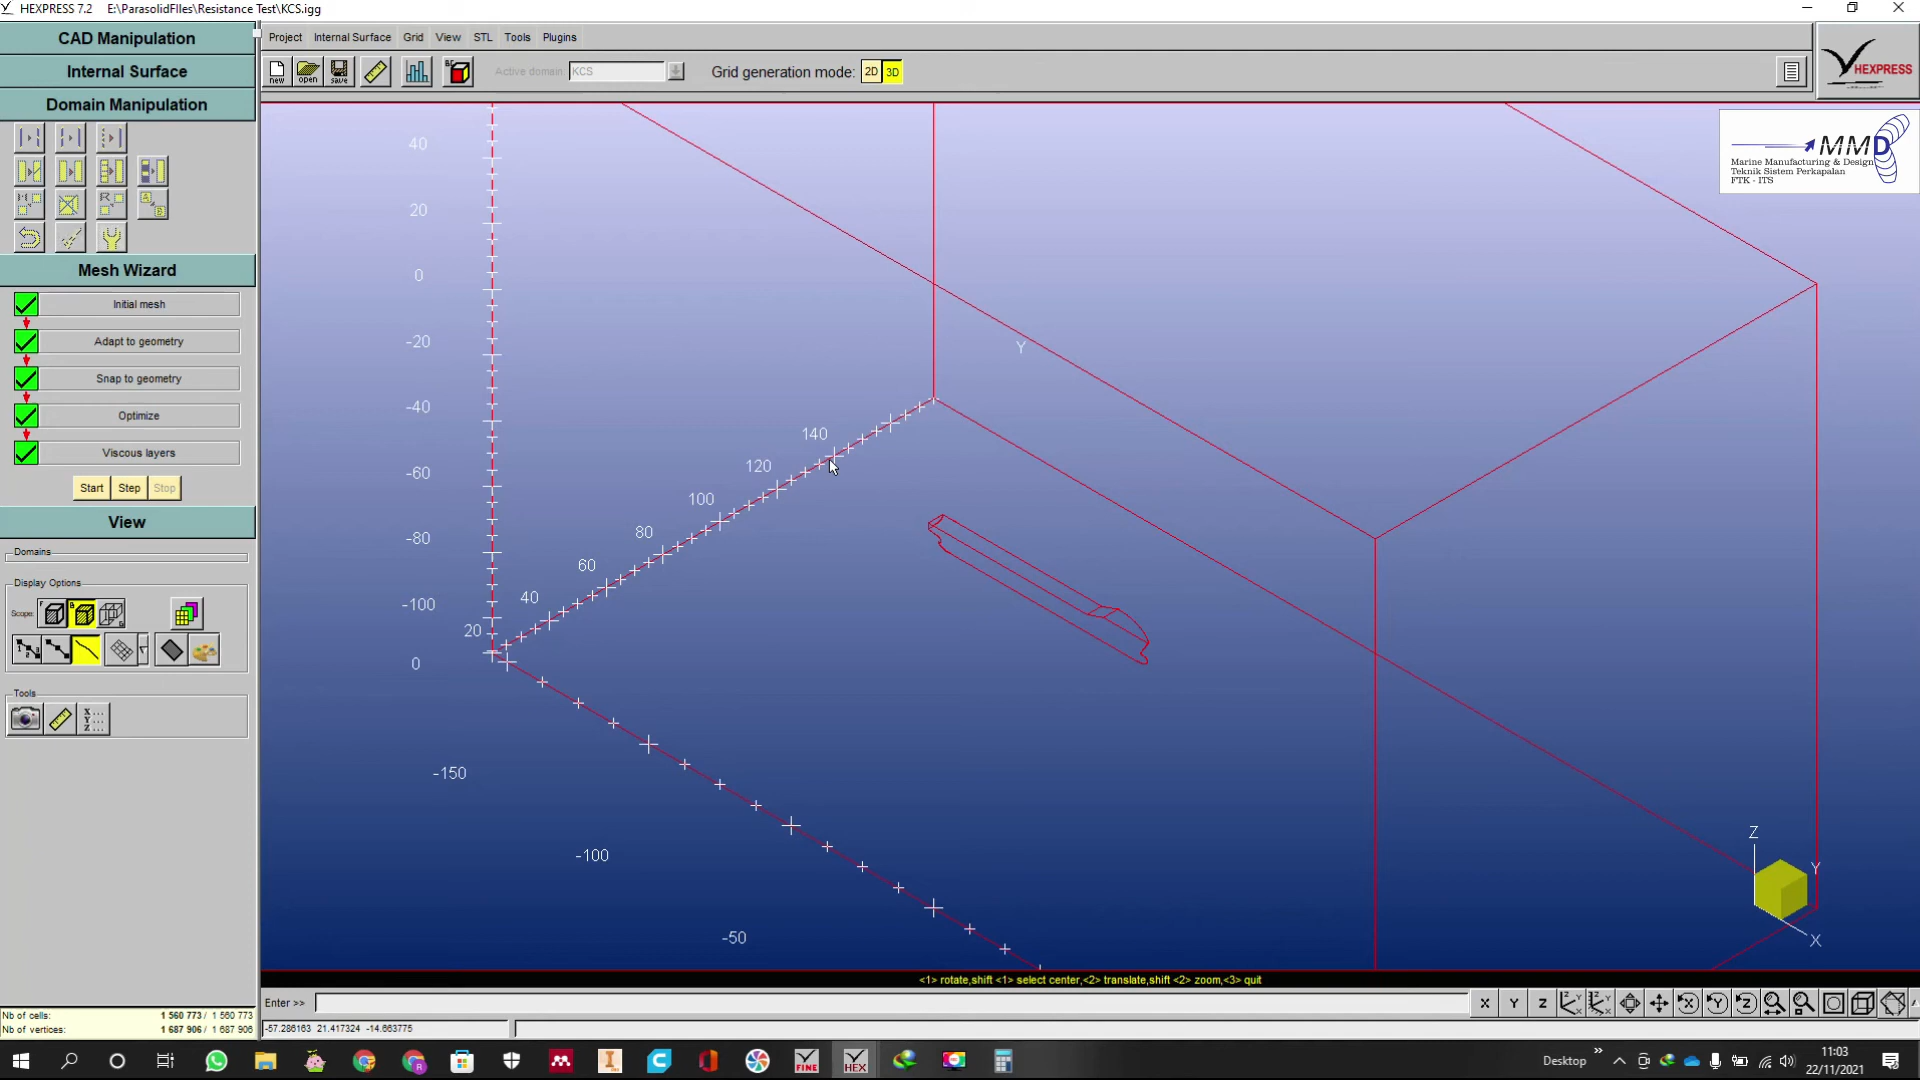 HEXPRESS 7.2 E:\ParasolidFIles\Resistance Test\KCS.igg
CAD Manipulation
Internal Surface
Domain Manipulation
Mesh Wizard
Initial mesh
Adapt to geometry
Snap to geometry
Optimize
Viscous layers
Start Step Stop
View
Domains
Display Options
Scope:
Tools
Nb of cells: 1 560 773 / 1 560 773
Nb of vertices: 1 687 906 / 1 687 906
Project Internal Surface Grid View STL Tools Plugins
new open save Active domain: KCS Grid generation mode: 2D 3D
HEXPRESS
MMD
Marine Manufacturing & Design
Teknik Sistem Perkapalan
FTK - ITS
40
20
0
-20
-40
-60
-80
-100
0
20
40
60
80
100
120
140
Y
-150
-100
-50
Z
Y
X
<1> rotate,shift <1> select center,<2> translate,shift <2> zoom,<3> quit
Enter >>
X Y Z
-57.286163 21.417324 -14.663775
FINE
HEX
Desktop
11:03
22/11/2021